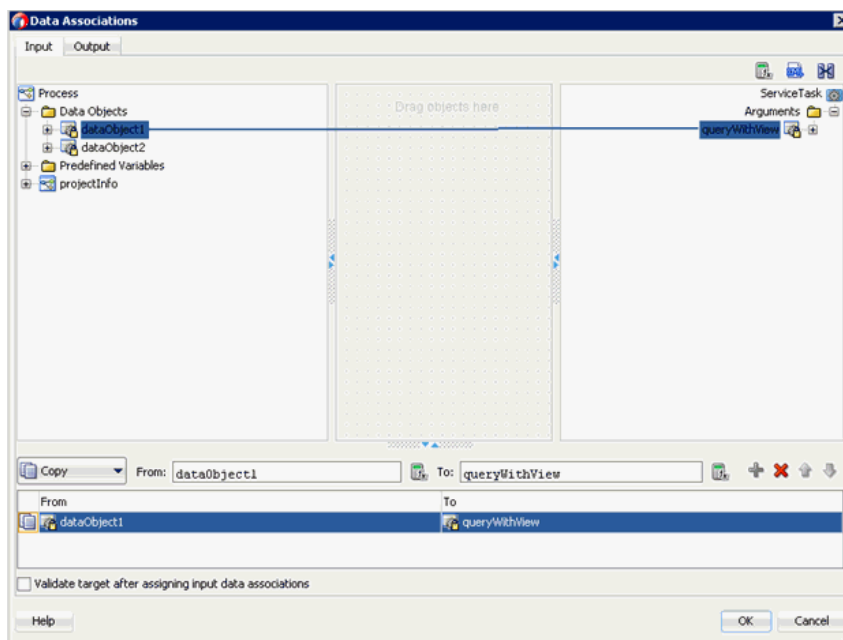 Data Associations
Input Output
Drag objects here
Process
Data Objects
dataObject1
dataObject2
Predefined Variables
projectInfo
ServiceTask
Arguments
queryWithView
Copy From: dataObject1 To: queryWithView
From To
dataObject1 queryWithView
Validate target after assigning input data associations
Help OK Cancel